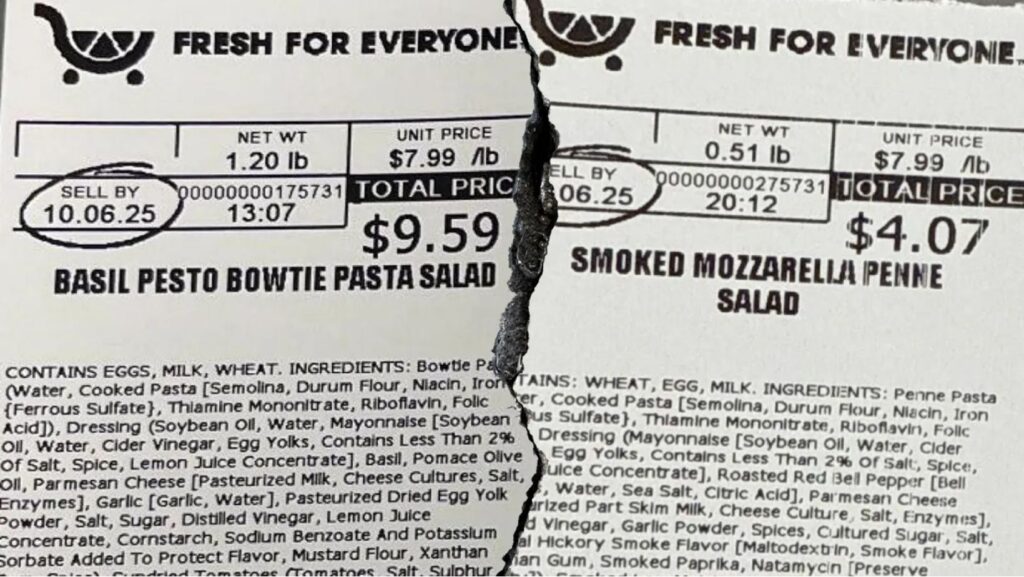 FRESH FOR EVERYONE
NET WT
1.20 lb
UNIT PRICE
$7.99 /lb
SELL BY
10.06.25
00000000175731
13:07
TOTAL PRIC
$9.59
BASIL PESTO BOWTIE PASTA SALAD
CONTAINS EGGS, MILK, WHEAT. INGREDIENTS: Bowtie Pa
(Water, Cooked Pasta [Semolina, Durum Flour, Niacin, Iron
{Ferrous Sulfate}, Thiamine Mononitrate, Riboflavin, Folic
Acid]), Dressing (Soybean Oil, Water, Mayonnaise [Soybean
Oil, Water, Cider Vinegar, Egg Yolks, Contains Less Than 2%
Of Salt, Spice, Lemon Juice Concentrate], Basil, Pomace Olive
Oil, Parmesan Cheese [Pasteurized Milk, Cheese Cultures, Salt,
Enzymes], Garlic [Garlic, Water], Pasteurized Dried Egg Yolk
Powder, Salt, Sugar, Distilled Vinegar, Lemon Juice
Concentrate, Cornstarch, Sodium Benzoate And Potassium
Sorbate Added To Protect Flavor, Mustard Flour, Xanthan
Tomatoes (Tomatoes, Salt, Sulphur
FRESH FOR EVERYONE.
NET WT
0.51 lb
UNIT PRICE
$7.99 /lb
ELL BY
.06.25
00000000275731
20:12
TOTAL PRICE
$4.07
SMOKED MOZZARELLA PENNE
SALAD
TAINS: WHEAT, EGG, MILK. INGREDIENTS: Penne Pasta
er, Cooked Pasta [Semolina, Durum Flour, Niacin, Iron
us Sulfate}, Thiamine Mononitrate, Riboflavin, Folic
Dressing (Mayonnaise [Soybean Oil, Water, Cider
Egg Yolks, Contains Less Than 2% Of Salt, Spice,
uice Concentrate], Roasted Red Bell Pepper [Bell
, Water, Sea Salt, Citric Acid], Parmesan Cheese
urized Part Skim Milk, Cheese Culture, Salt, Enzymes],
d Vinegar, Garlic Powder, Spices, Cultured Sugar, Salt,
al Hickory Smoke Flavor [Maltodextrin, Smoke Flavor],
an Gum, Smoked Paprika, Natamycin [Preserve